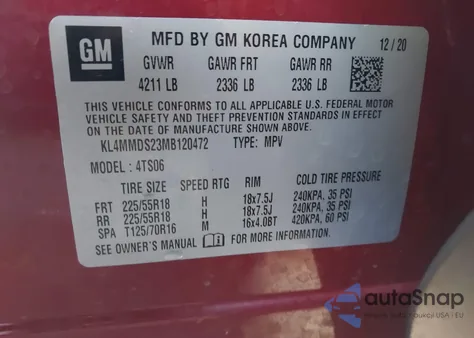 GM MFD BY GM KOREA COMPANY 12/20
GVWR GAWR FRT GAWR RR
4211 LB 2336 LB 2336 LB
THIS VEHICLE CONFORMS TO ALL APPLICABLE U.S. FEDERAL MOTOR
VEHICLE SAFETY AND THEFT PREVENTION STANDARDS IN
EFFECT ON THE DATE OF MANUFACTURE SHOWN ABOVE.
KL4MMDS23MB120472 TYPE: MPV
MODEL: 4TS06
TIRE SIZE SPEED RTG RIM COLD TIRE PRESSURE
FRT 225/55R18 H 18x7.5J 240KPA, 35 PSI
RR 225/55R18 H 18x7.5J 240KPA, 35 PSI
SPA T125/70R16 M 16x4.0BT 420KPA, 60 PSI
SEE OWNER'S MANUAL FOR MORE INFORMATION.
autoSnap